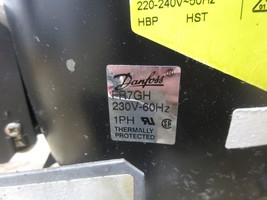 220-240V~50Hz
HBP HST
Danfoss
FR7GH
230V-60Hz
1PH
THERMALLY
PROTECTED